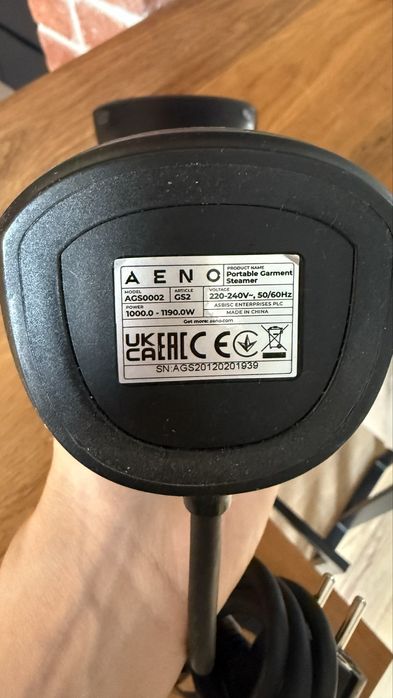 AENO
PRODUCT NAME
Portable Garment
Steamer
MODEL
AGS0002
ARTICLE
GS2
VOLTAGE
220-240V~, 50/60Hz
POWER
1000.0 - 1190.0W
ASBISC ENTERPRISES PLC
MADE IN CHINA
Get more: aeno.com
UK
CA EAC CE
SN:AGS20120201939